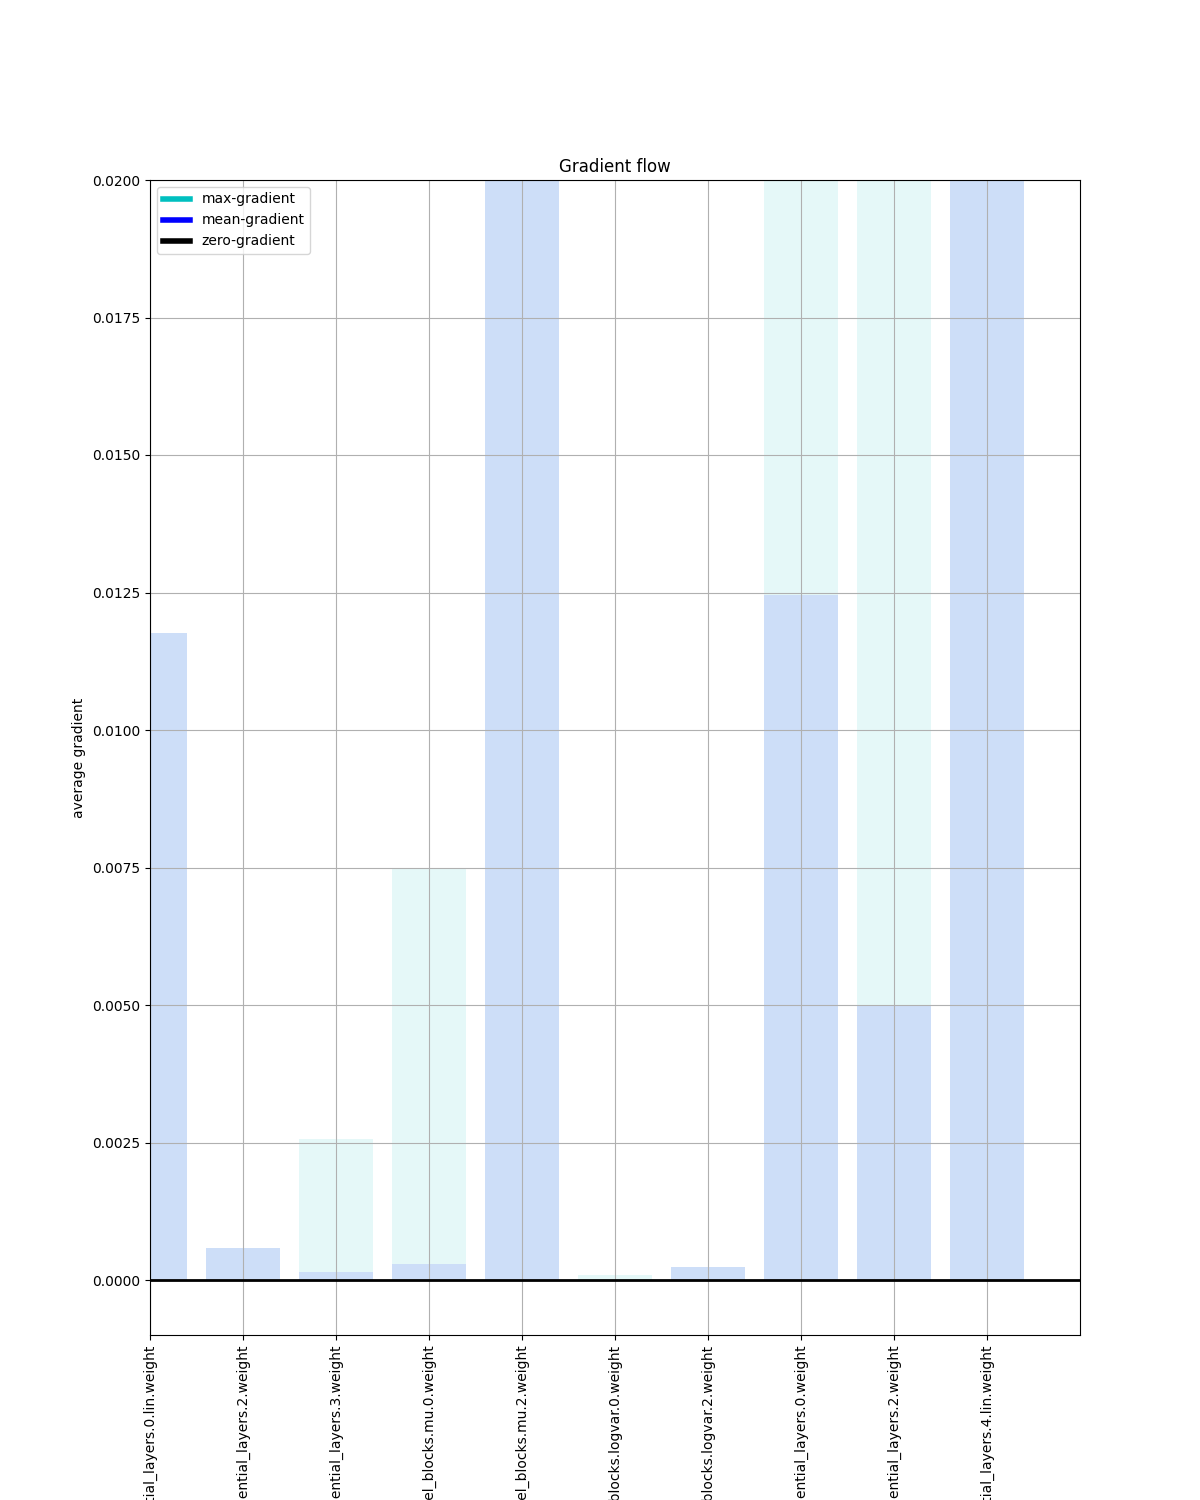 Gradient flow
max-gradient
mean-gradient
zero-gradient
0.0200
0.0175
0.0150
0.0125
0.0100
0.0075
0.0050
0.0025
0.0000
average gradient
tial_layers.0.lin.weight
ential_layers.2.weight
ential_layers.3.weight
el_blocks.mu.0.weight
el_blocks.mu.2.weight
blocks.logvar.0.weight
blocks.logvar.2.weight
ential_layers.0.weight
ential_layers.2.weight
tial_layers.4.lin.weight